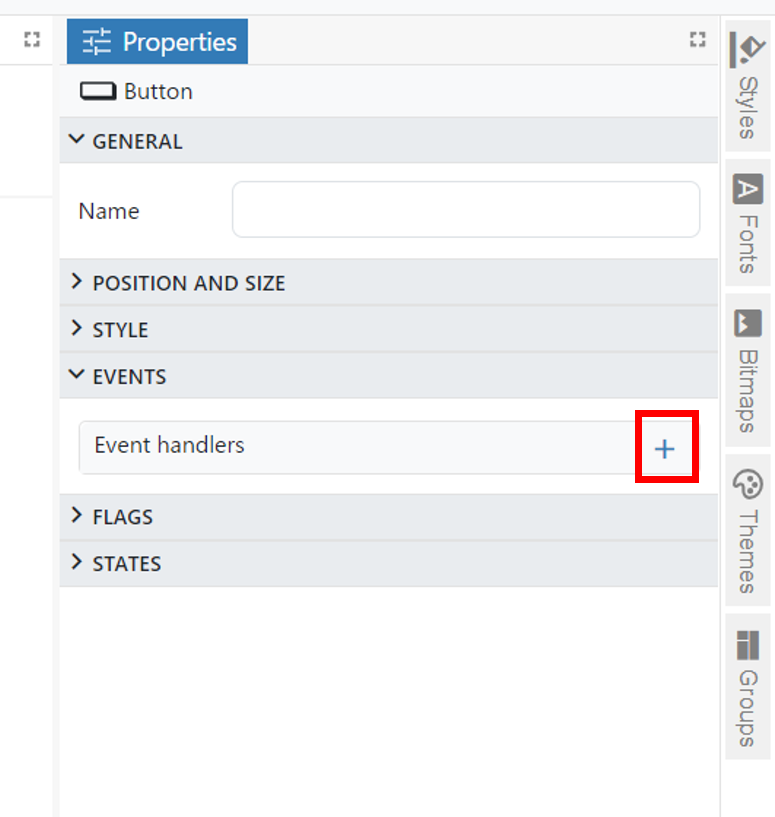 Properties
Button
GENERAL
Name
POSITION AND SIZE
STYLE
EVENTS
Event handlers
+
FLAGS
STATES
Styles
A Fonts
Bitmaps
Themes
Groups